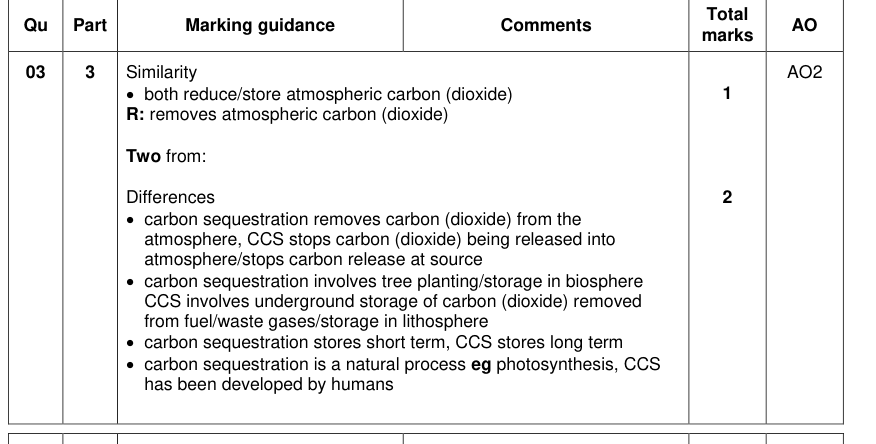 Qu Part Marking guidance Comments Total marks AO
03 3 Similarity AO2
• both reduce/store atmospheric carbon (dioxide) 1
R: removes atmospheric carbon (dioxide)
Two from:
Differences 2
• carbon sequestration removes carbon (dioxide) from the
atmosphere, CCS stops carbon (dioxide) being released into
atmosphere/stops carbon release at source
• carbon sequestration involves tree planting/storage in biosphere
CCS involves underground storage of carbon (dioxide) removed
from fuel/waste gases/storage in lithosphere
• carbon sequestration stores short term, CCS stores long term
• carbon sequestration is a natural process eg photosynthesis, CCS
has been developed by humans